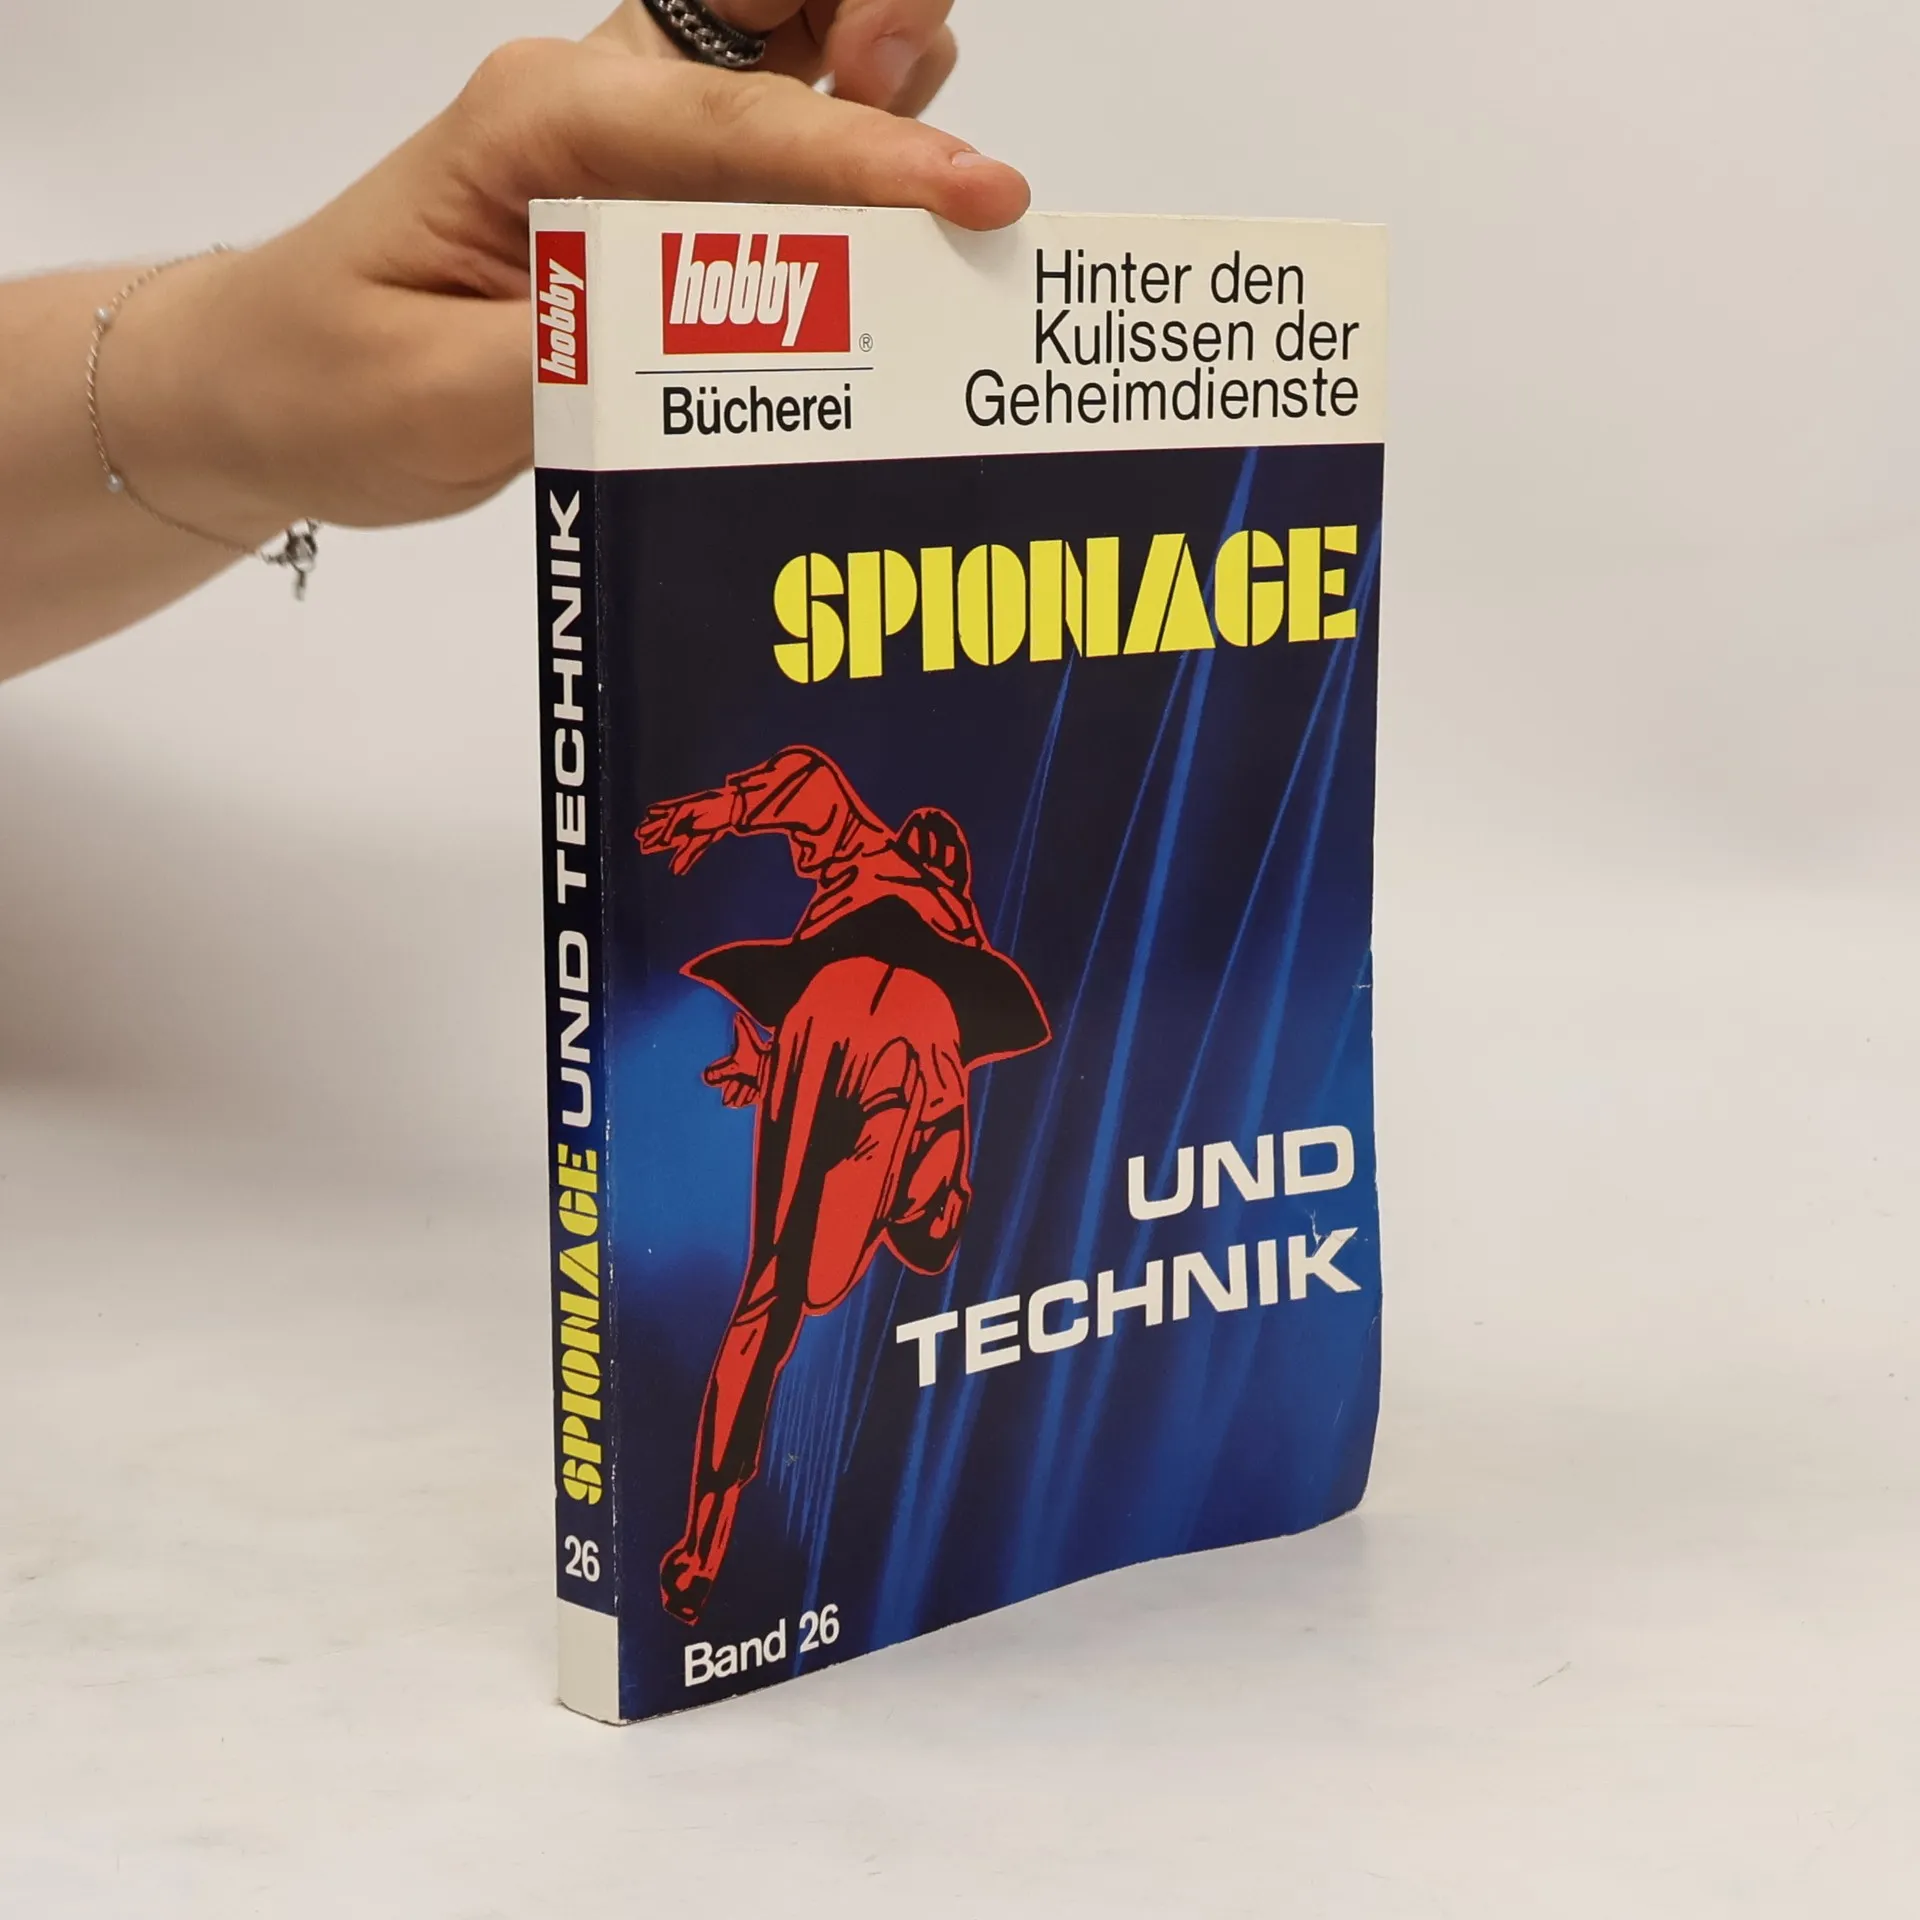 hobby
SPIONAGE UND TECHNIK
26
hobby
®
Bücherei
Hinter den
Kulissen der
Geheimdienste
SPIONAGE
UND
TECHNIK
Band 26